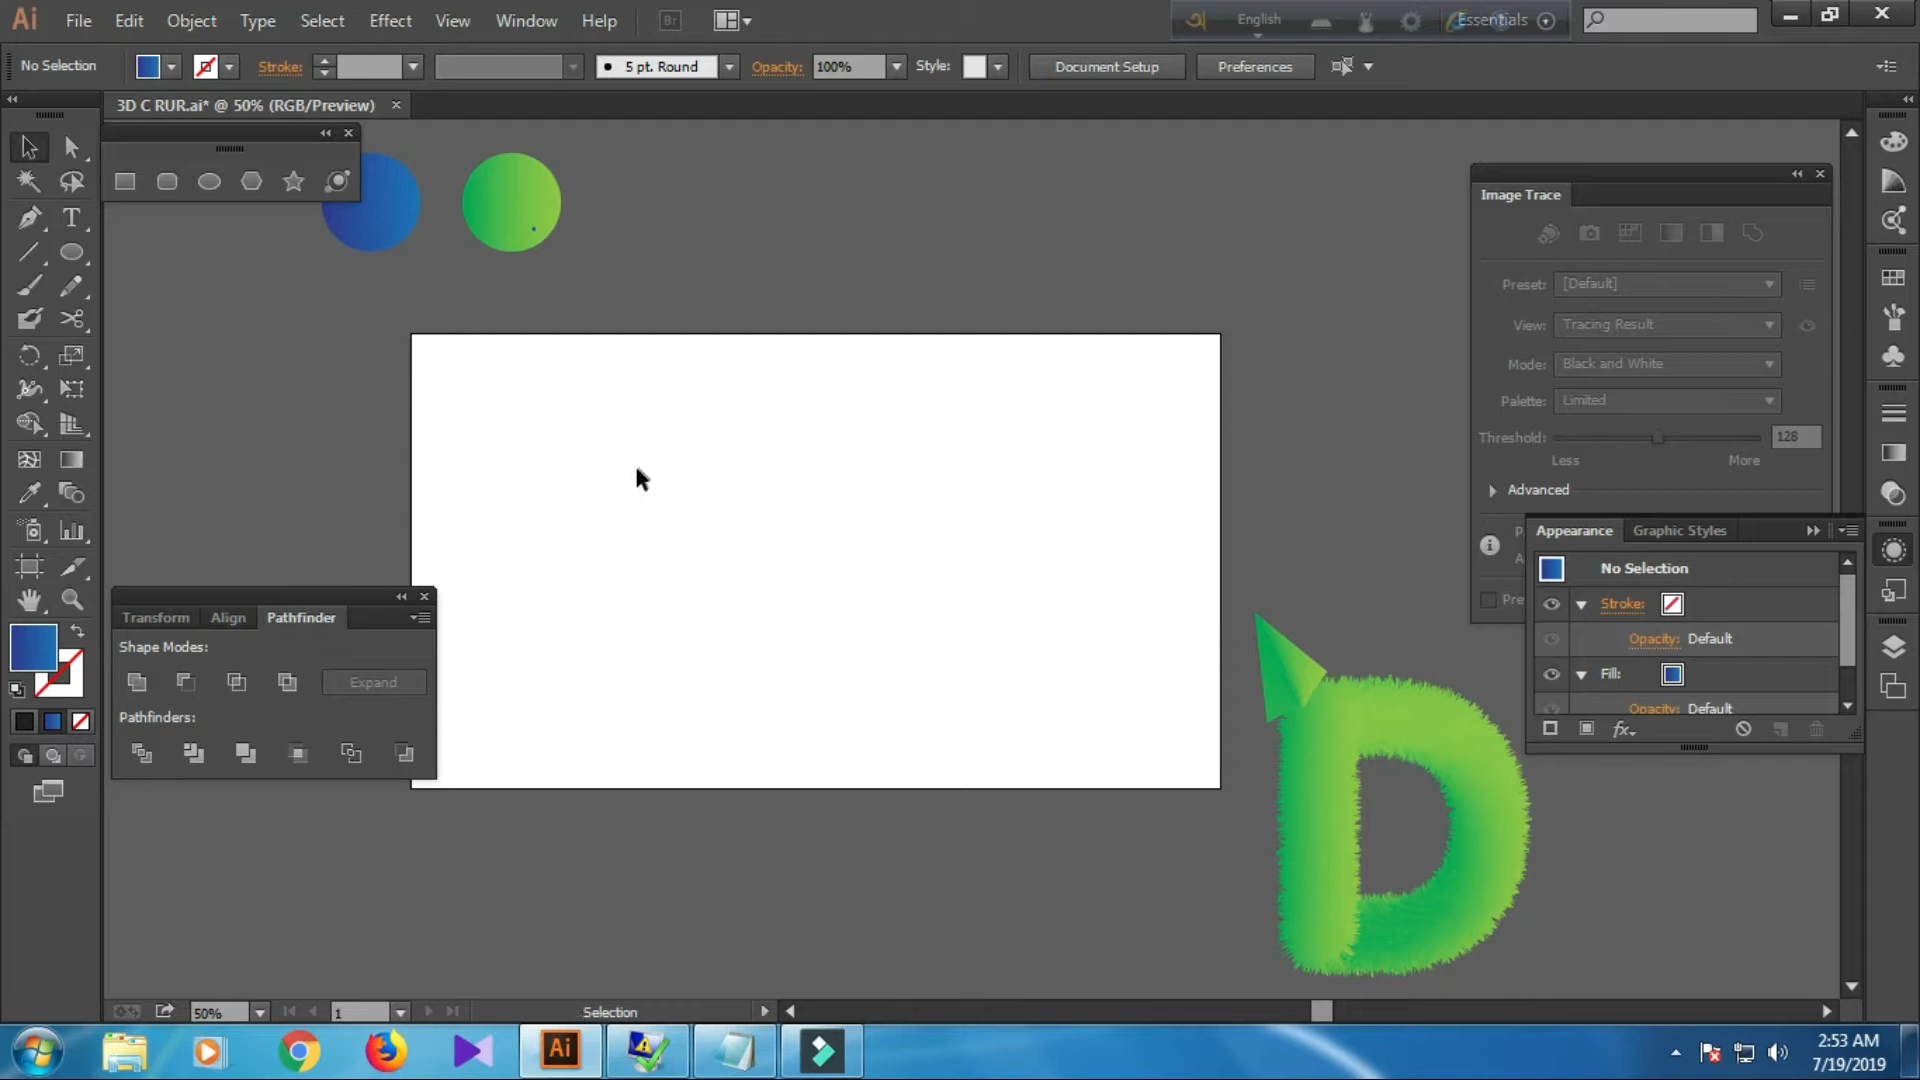 Ai File Edit Object Type Select Effect View Window Help Br English Essentials
No Selection Stroke: 5 pt. Round Opacity: 100% Style: Document Setup Preferences
3D C RUR.ai* @ 50% (RGB/Preview)
Image Trace
Preset: [Default]
View: Tracing Result
Mode: Black and White
Palette: Limited
Threshold: 128
Less More
Advanced
Appearance Graphic Styles
No Selection
Stroke:
Opacity: Default
Fill:
Opacity: Default
fx
Transform Align Pathfinder
Shape Modes:
Expand
Pathfinders:
T
D
50% 1 Selection
Ai
2:53 AM
7/19/2019